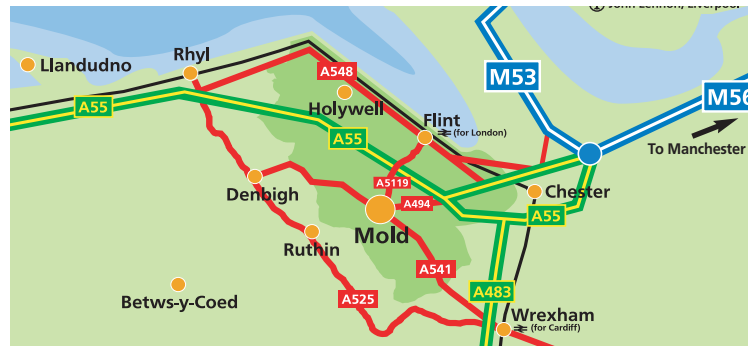 John Lennon, Liverpool
Rhyl
Llandudno
M53
A548
M56
Holywell
A55
Flint
(for London)
A55
To Manchester
A5119
Denbigh
Chester
A494
A55
Mold
Ruthin
A541
Betws-y-Coed
A525
A483
Wrexham
(for Cardiff)